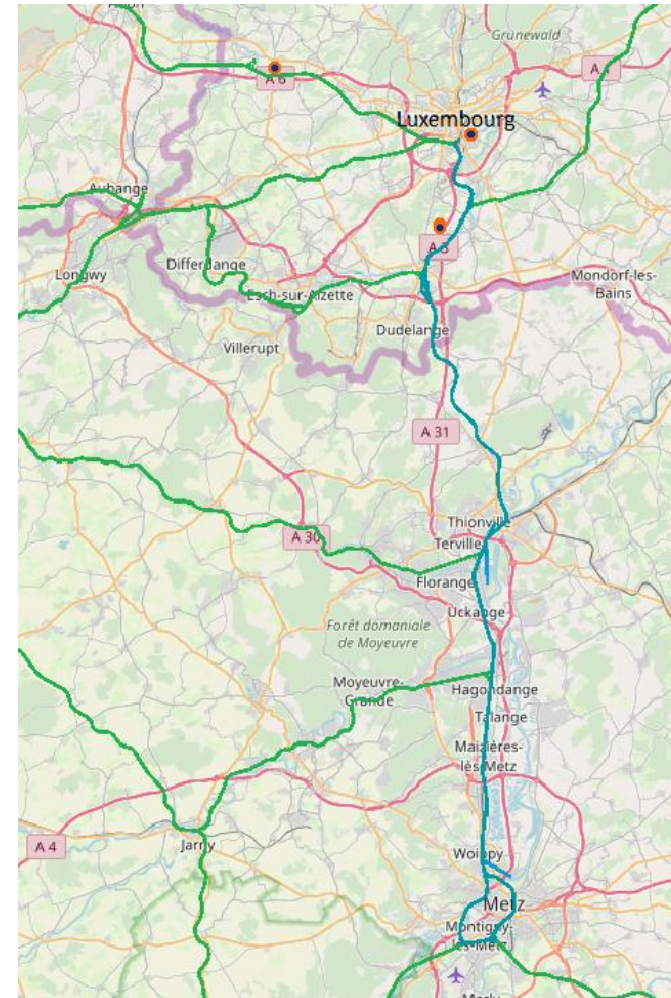 Grunewald
A 6
Luxembourg
Aubange
Longwy
Differdange
A 3
Esch-sur-Alzette
Mondorf-les-
Bains
Dudelange
Villerupt
A 31
Thionville
A 30
Terville
Florange
Uckange
Forêt domaniale
de Moyeuvre
Moyeuvre-
Grande
Hagondange
Talange
Maizières-
lès-Metz
A 4
Jarny
Woippy
Metz
Montigny-
lès-Metz